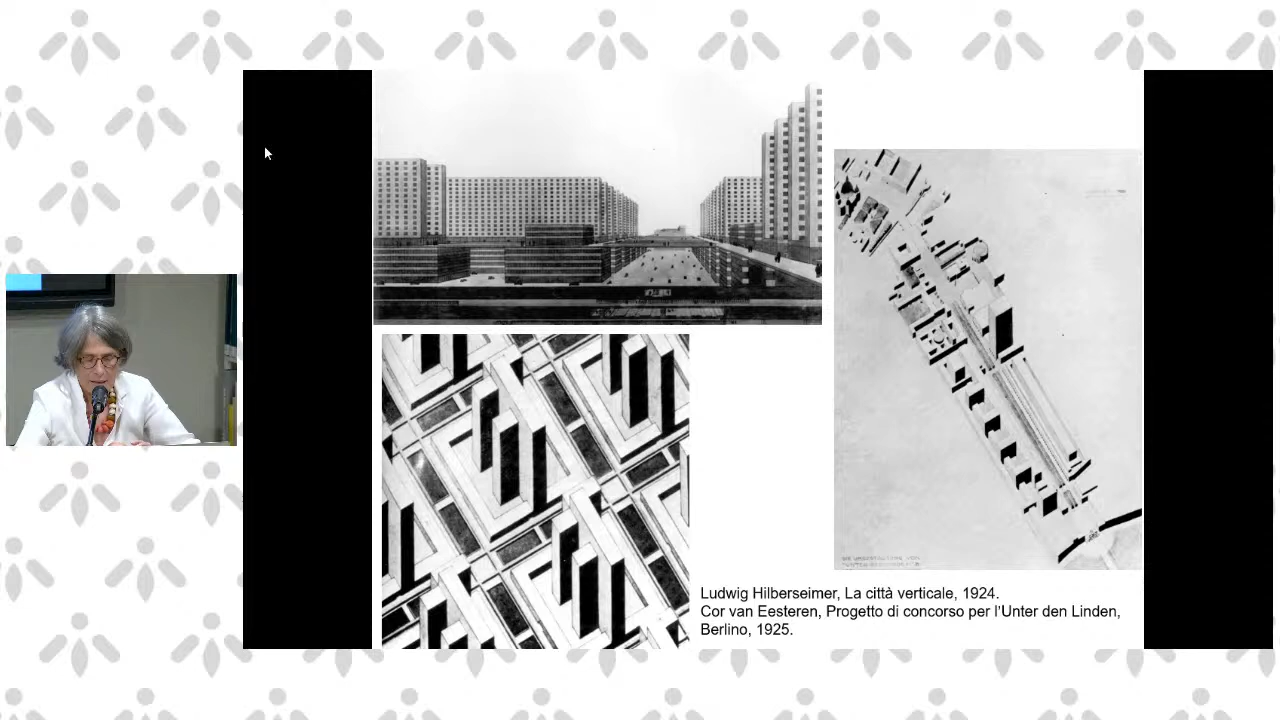 Ludwig Hilberseimer, La città verticale, 1924.
Cor van Eesteren, Progetto di concorso per l'Unter den Linden,
Berlino, 1925.